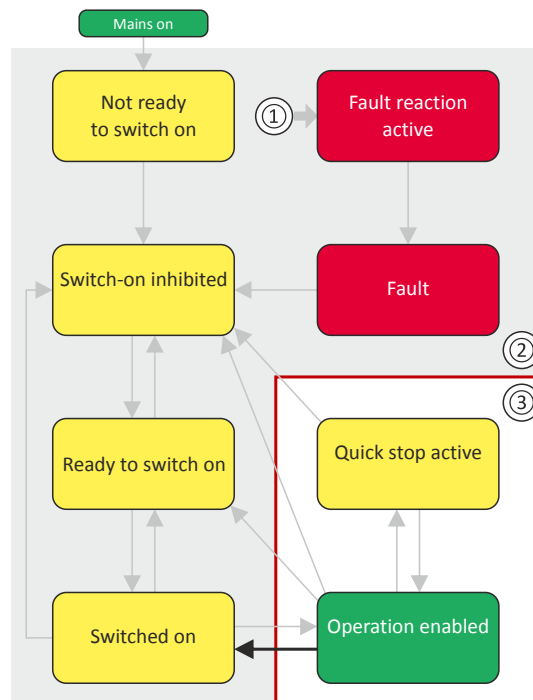 Mains on
Not ready
to switch on
①
Fault reaction
active
Switch-on inhibited
Fault
②
③
Ready to switch on
Quick stop active
Switched on
Operation enabled